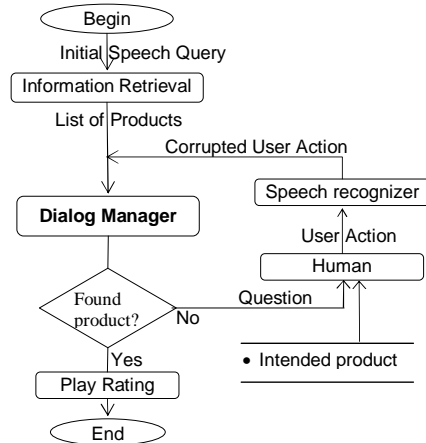 Begin
Initial Speech Query
Information Retrieval
List of Products
Corrupted User Action
Speech recognizer
Dialog Manager
User Action
Human
Found
product?
Question
No
Yes
• Intended product
Play Rating
End